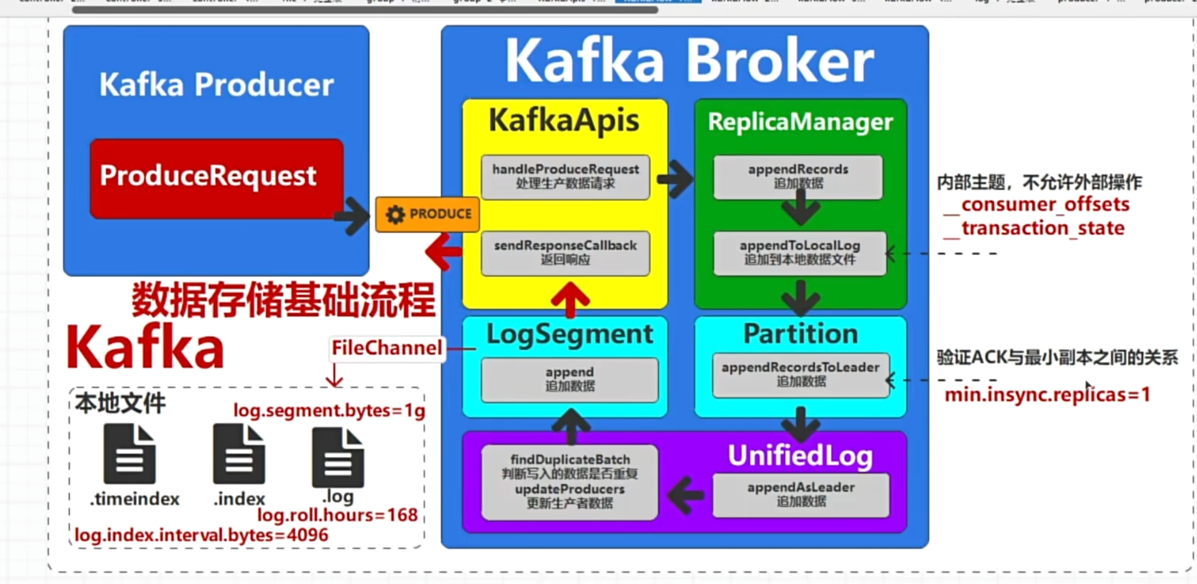 Kafka Producer
ProduceRequest
PRODUCE
Kafka Broker
KafkaApis
handleProduceRequest
处理生产数据请求
sendResponseCallback
返回响应
ReplicaManager
appendRecords
追加数据
appendToLocalLog
追加到本地数据文件
内部主题，不允许外部操作
__consumer_offsets
__transaction_state
Partition
appendRecordsToLeader
追加数据
验证ACK与最小副本之间的关系
min.insync.replicas=1
UnifiedLog
appendAsLeader
追加数据
findDuplicateBatch
判断写入的数据是否重复
updateProducers
更新生产者数据
LogSegment
append
追加数据
FileChannel
数据存储基础流程
Kafka
本地文件
log.segment.bytes=1g
.timeindex
.index
.log
log.roll.hours=168
log.index.interval.bytes=4096